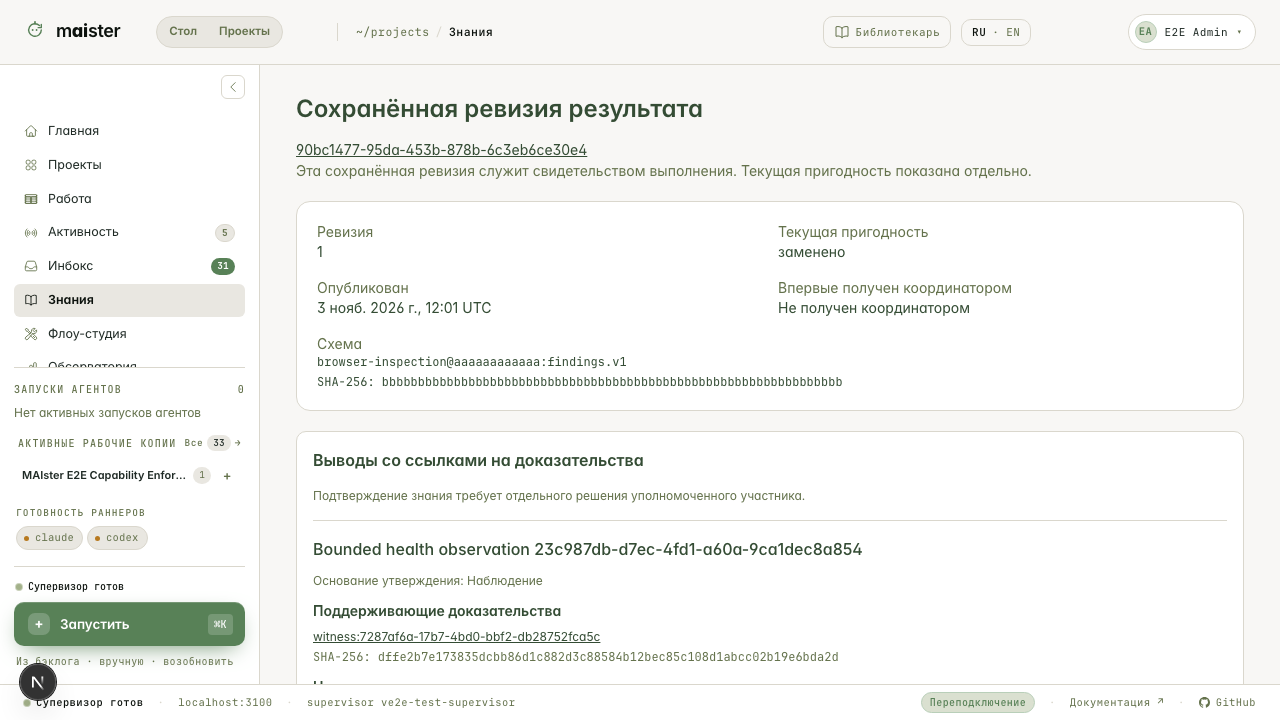 maister
Стол
Проекты
~/projects / Знания
Библиотекарь
RU · EN
EA
E2E Admin
Главная
Проекты
Работа
Активность
5
Инбокс
31
Знания
Флоу-студия
Обсерватория
ЗАПУСКИ АГЕНТОВ
0
Нет активных запусков агентов
АКТИВНЫЕ РАБОЧИЕ КОПИИ
Все 33 →
MAIster E2E Capability Enfor...
1
+
ГОТОВНОСТЬ РАННЕРОВ
claude
codex
Супервизор готов
+ Запустить ⌘K
Из бэклога · вручную · возобновить
Сохранённая ревизия результата
90bc1477-95da-453b-878b-6c3eb6ce30e4
Эта сохранённая ревизия служит свидетельством выполнения. Текущая пригодность показана отдельно.
Ревизия
1
Текущая пригодность
заменено
Опубликован
3 нояб. 2026 г., 12:01 UTC
Впервые получен координатором
Не получен координатором
Схема
browser-inspection@aaaaaaaaaaaa:findings.v1
SHA-256: bbbbbbbbbbbbbbbbbbbbbbbbbbbbbbbbbbbbbbbbbbbbbbbbbbbbbbbbbbbbbbbb
Выводы со ссылками на доказательства
Подтверждение знания требует отдельного решения уполномоченного участника.
Bounded health observation 23c987db-d7ec-4fd1-a60a-9ca1dec8a854
Основание утверждения: Наблюдение
Поддерживающие доказательства
witness:7287af6a-17b7-4bd0-bbf2-db28752fca5c
SHA-256: dffe2b7e173835dcbb86d1c882d3c88584b12bec85c108d1abcc02b19e6bda2d
N
Супервизор готов · localhost:3100 · supervisor ve2e-test-supervisor
Переподключение · Документация ↗ · GitHub